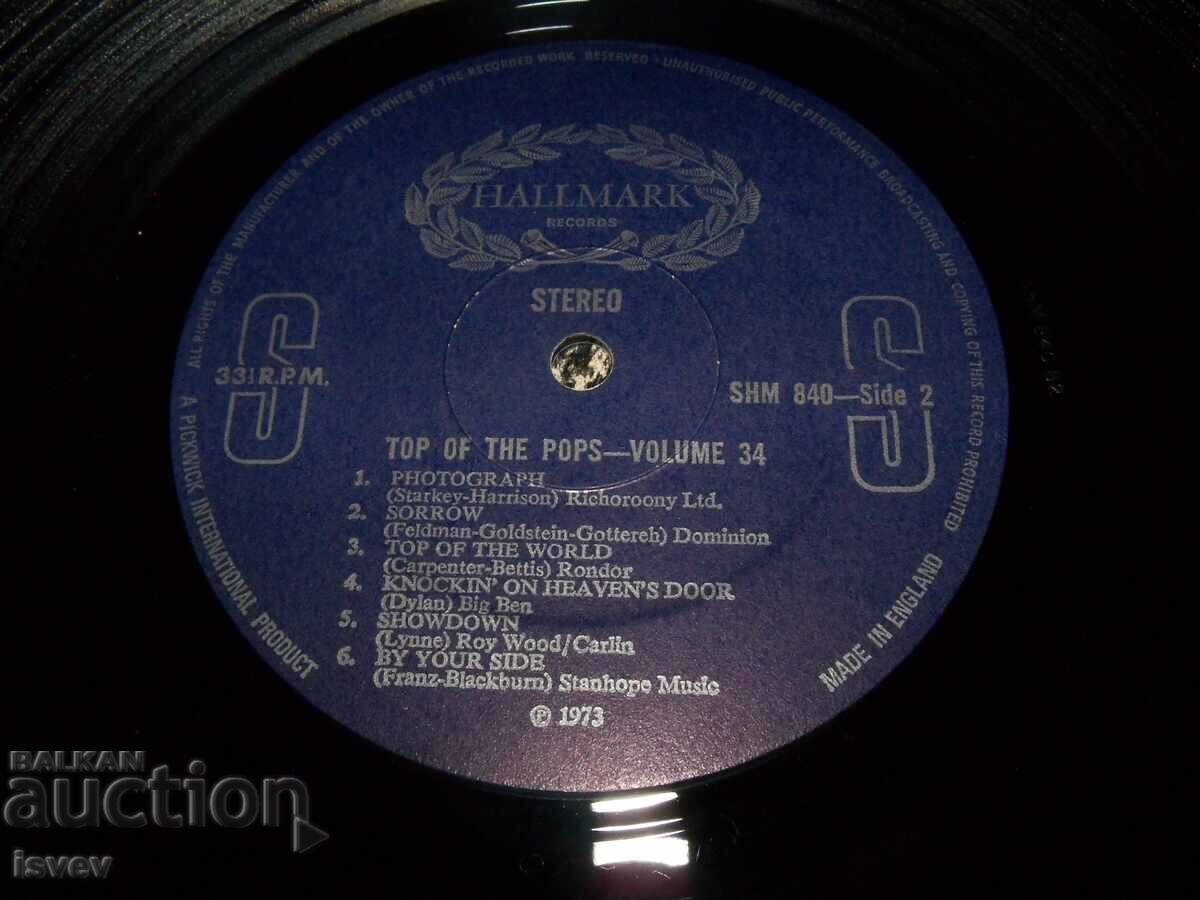 ALL RIGHTS OF THE MANUFACTURER AND OF THE OWNER OF THE RECORDED WORK RESERVED · UNAUTHORISED PUBLIC PERFORMANCE BROADCASTING AND COPYING OF THIS RECORD PROHIBITED
HALLMARK
RECORDS
STEREO
S S
33⅓ R.P.M.
SHM 840—Side 2
TOP OF THE POPS—VOLUME 34
1. PHOTOGRAPH
(Starkey-Harrison) Richoroony Ltd.
2. SORROW
(Feldman-Goldstein-Gottereh) Dominion
3. TOP OF THE WORLD
(Carpenter-Bettis) Rondor
4. KNOCKIN' ON HEAVEN'S DOOR
(Dylan) Big Ben
5. SHOWDOWN
(Lynne) Roy Wood/Carlin
6. BY YOUR SIDE
(Franz-Blackburn) Stanhope Music
℗ 1973
A PICKWICK INTERNATIONAL PRODUCT
MADE IN ENGLAND
BALKAN
auction
isvev